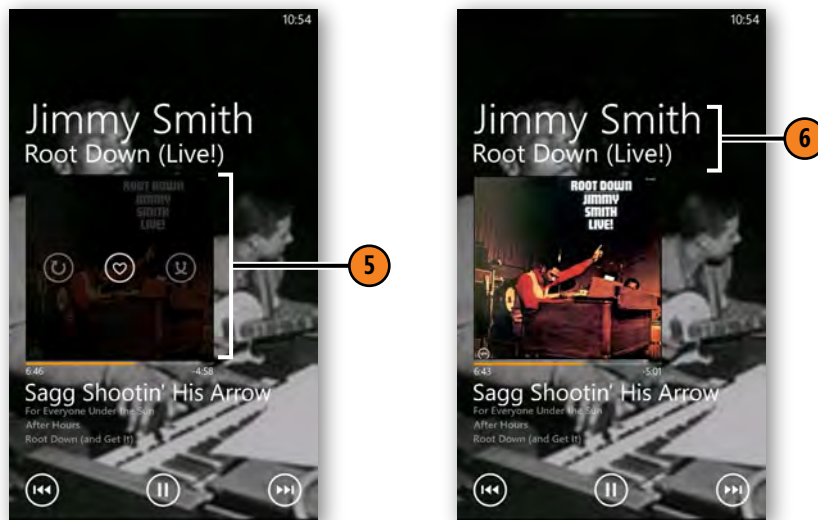 10:54
Jimmy Smith
Root Down (Live!)
ROOT DOWN
JIMMY
SMITH
LIVE!
6:46 -4:58
Sagg Shootin' His Arrow
For Everyone Under the Sun
After Hours
Root Down (and Get It)
5
10:54
Jimmy Smith
Root Down (Live!)
ROOT DOWN
JIMMY
SMITH
LIVE!
6:43 -5:01
Sagg Shootin' His Arrow
For Everyone Under the Sun
After Hours
Root Down (and Get It)
6